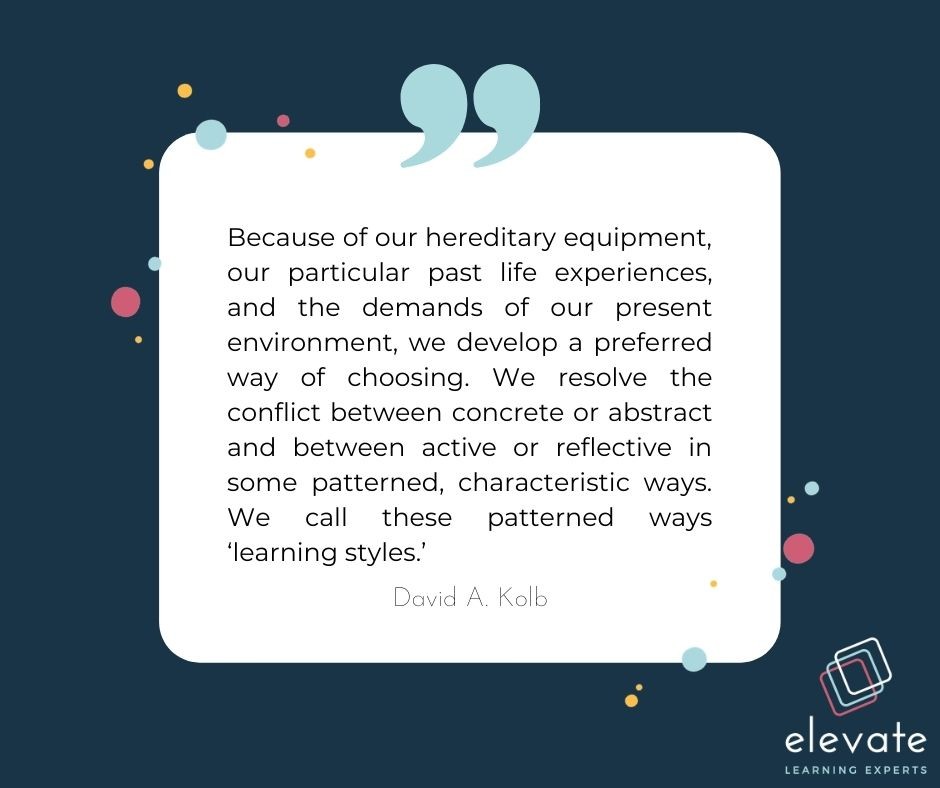 Because of our hereditary equipment,
our particular past life experiences,
and the demands of our present
environment, we develop a preferred
way of choosing. We resolve the
conflict between concrete or abstract
and between active or reflective in
some patterned, characteristic ways.
We call these patterned ways
‘learning styles.’
David A. Kolb
elevate
LEARNING EXPERTS